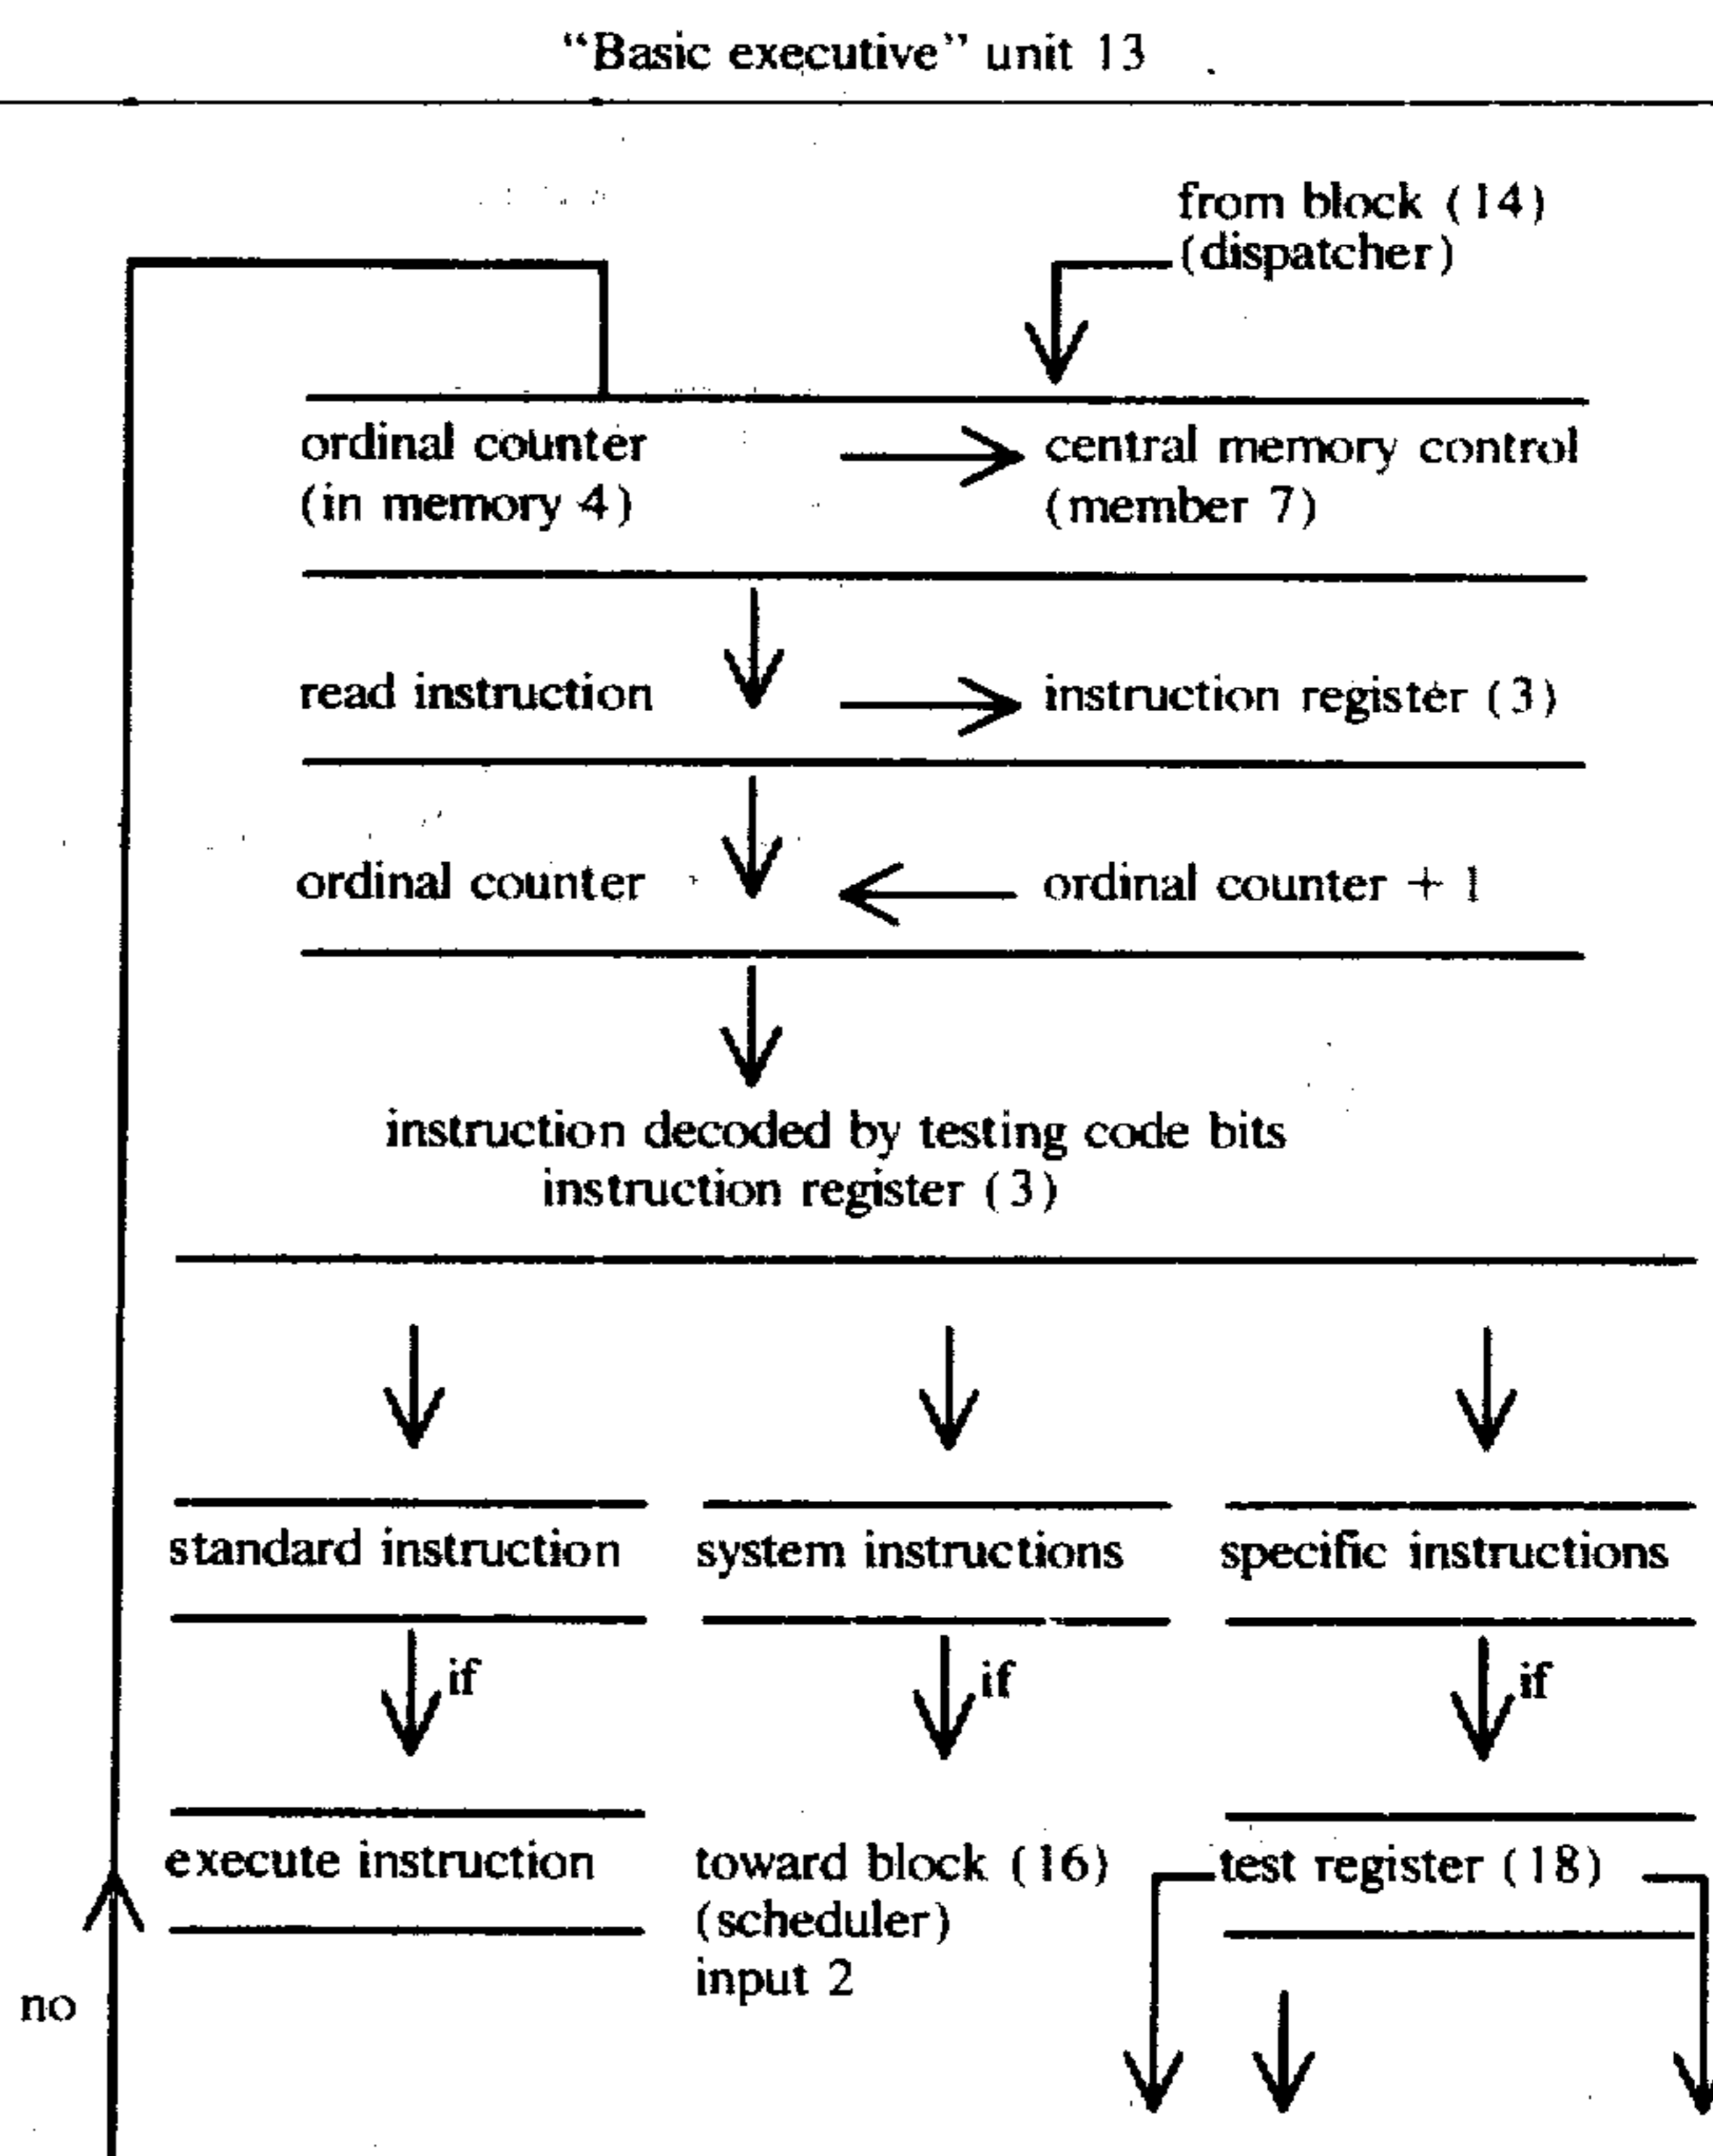 “Basic executive” unit 13
from block (14)
(dispatcher)
ordinal counter
(in memory 4)
central memory control
(member 7)
read instruction
instruction register (3)
ordinal counter
ordinal counter + 1
instruction decoded by testing code bits
instruction register (3)
standard instruction
system instructions
specific instructions
if
if
if
execute instruction
toward block (16)
(scheduler)
input 2
test register (18)
no